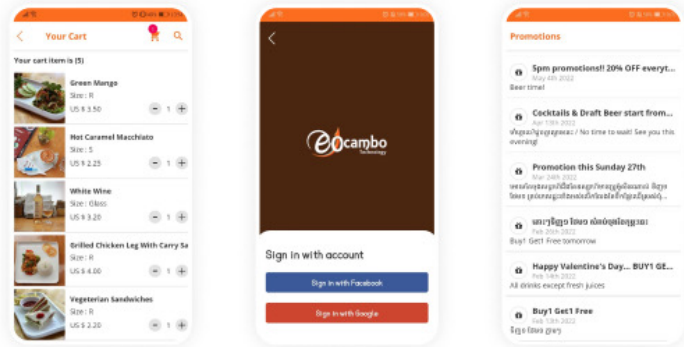 Your Cart
Your cart item is (5)
Green Mango
Size : R
US $ 3.50
1
Hot Caramel Macchiato
Size : S
US $ 2.25
1
White Wine
Size : Glass
US $ 3.20
1
Grilled Chicken Leg With Carry Sa
Size : R
US $ 4.00
1
Vegeterian Sandwiches
Size : R
US $ 2.20
1
eocambo
Technology
Sign in with account
Sign in with Facebook
Sign in with Google
Promotions
5pm promotions!! 20% OFF everyt...
May 4th 2022
Beer time!
Cocktails & Draft Beer start from...
Apr 13th 2022
/ No time to wait! See you this
evening!
Promotion this Sunday 27th
Mar 24th 2022
Feb 26th 2022
Buy1 Get1 Free tomorrow
Happy Valentine's Day... BUY1 GE...
Feb 14th 2022
All drinks except fresh juices
Buy1 Get1 Free
Feb 13th 2022